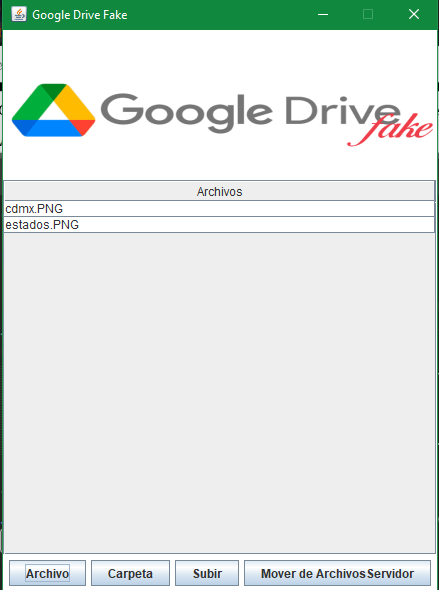 Google Drive Fake
Google Drive
fake
Archivos
cdmx.PNG
estados.PNG
Archivo
Carpeta
Subir
Mover de ArchivosServidor